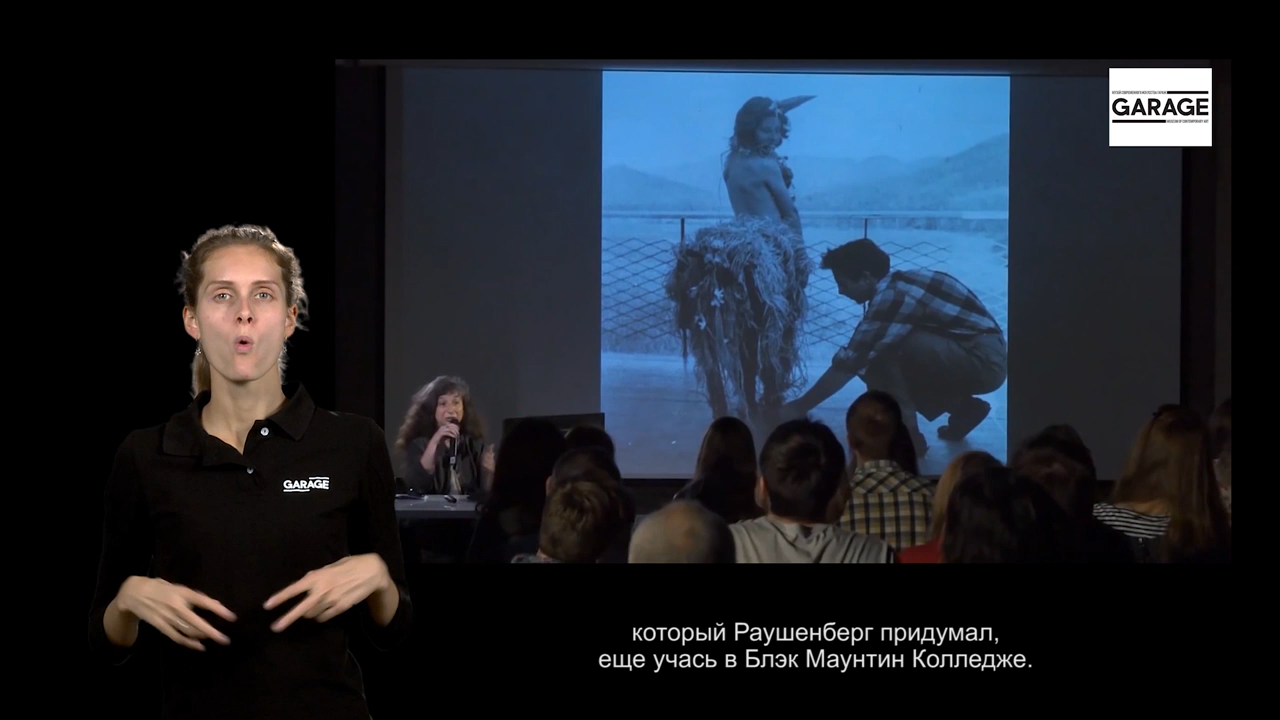 GARAGE
GARAGE
который Раушенберг придумал,
еще учась в Блэк Маунтин Колледже.